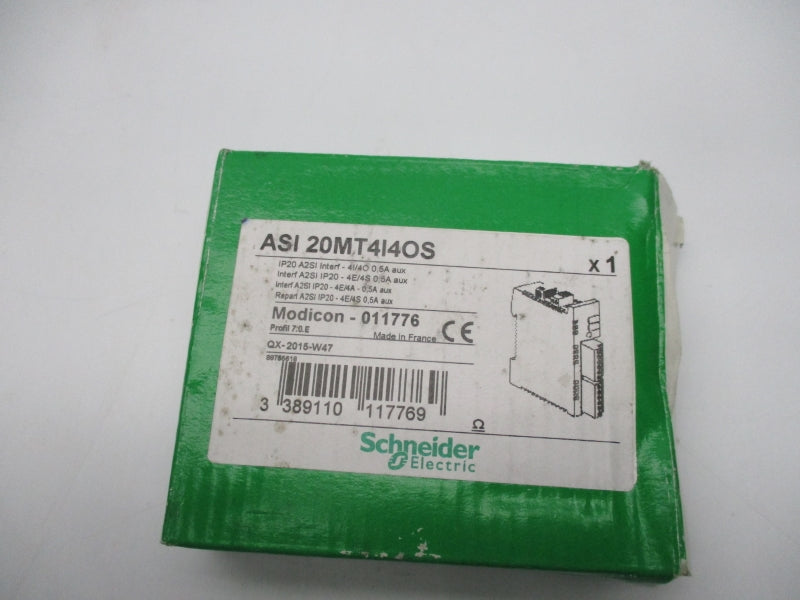 ASI 20MT4I4OS
x 1
IP20 A2SI Interf - 4I/4O 0,5A aux
Interf A2SI IP20 - 4E/4S 0,5A aux
Interf A2SI IP20 - 4E/4A - 0,5A aux
Repart A2SI IP20 - 4E/4S 0,5A aux
Modicon - 011776
Profil 7.0.E
Made in France
CE
QX-2015-W47
3 389110 117769
Ω
Schneider
Electric